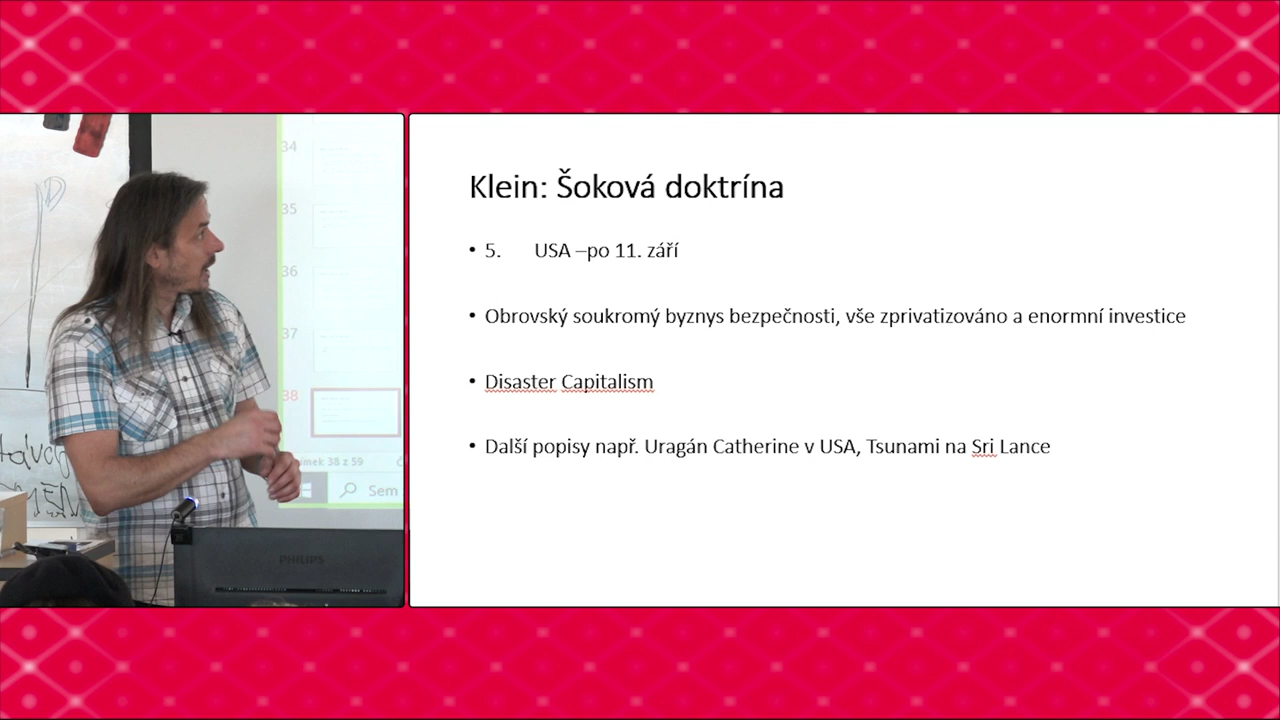 34
35
36
37
38
ímek 38 z 59
Sem
PHILIPS
Klein: Šoková doktrína
• 5. USA –po 11. září
• Obrovský soukromý byznys bezpečnosti, vše zprivatizováno a enormní investice
• Disaster Capitalism
• Další popisy např. Uragán Catherine v USA, Tsunami na Sri Lance